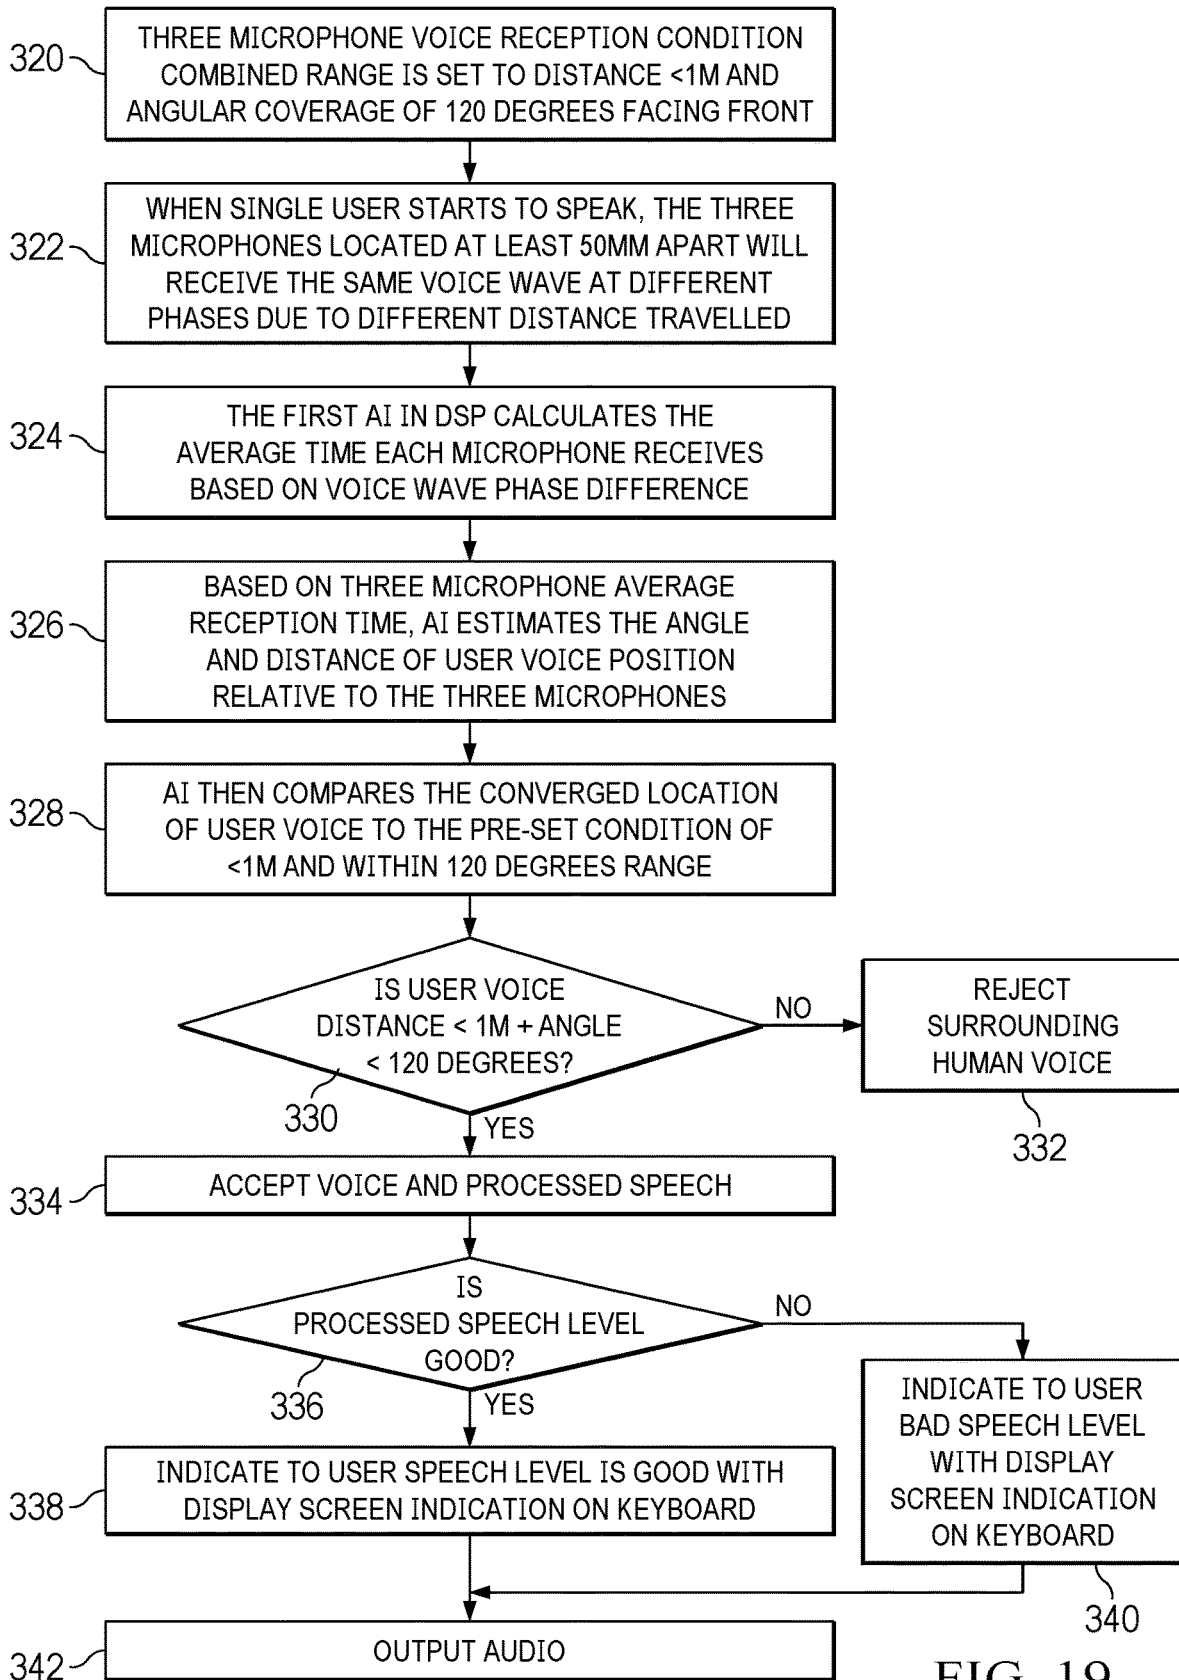 320
THREE MICROPHONE VOICE RECEPTION CONDITION
COMBINED RANGE IS SET TO DISTANCE <1M AND
ANGULAR COVERAGE OF 120 DEGREES FACING FRONT
322
WHEN SINGLE USER STARTS TO SPEAK, THE THREE
MICROPHONES LOCATED AT LEAST 50MM APART WILL
RECEIVE THE SAME VOICE WAVE AT DIFFERENT
PHASES DUE TO DIFFERENT DISTANCE TRAVELLED
324
THE FIRST AI IN DSP CALCULATES THE
AVERAGE TIME EACH MICROPHONE RECEIVES
BASED ON VOICE WAVE PHASE DIFFERENCE
326
BASED ON THREE MICROPHONE AVERAGE
RECEPTION TIME, AI ESTIMATES THE ANGLE
AND DISTANCE OF USER VOICE POSITION
RELATIVE TO THE THREE MICROPHONES
328
AI THEN COMPARES THE CONVERGED LOCATION
OF USER VOICE TO THE PRE-SET CONDITION OF
<1M AND WITHIN 120 DEGREES RANGE
IS USER VOICE
DISTANCE < 1M + ANGLE
< 120 DEGREES?
330
NO
REJECT
SURROUNDING
HUMAN VOICE
332
YES
334
ACCEPT VOICE AND PROCESSED SPEECH
IS
PROCESSED SPEECH LEVEL
GOOD?
336
NO
YES
INDICATE TO USER
BAD SPEECH LEVEL
WITH DISPLAY
SCREEN INDICATION
ON KEYBOARD
340
338
INDICATE TO USER SPEECH LEVEL IS GOOD WITH
DISPLAY SCREEN INDICATION ON KEYBOARD
342
OUTPUT AUDIO
FIG. 19